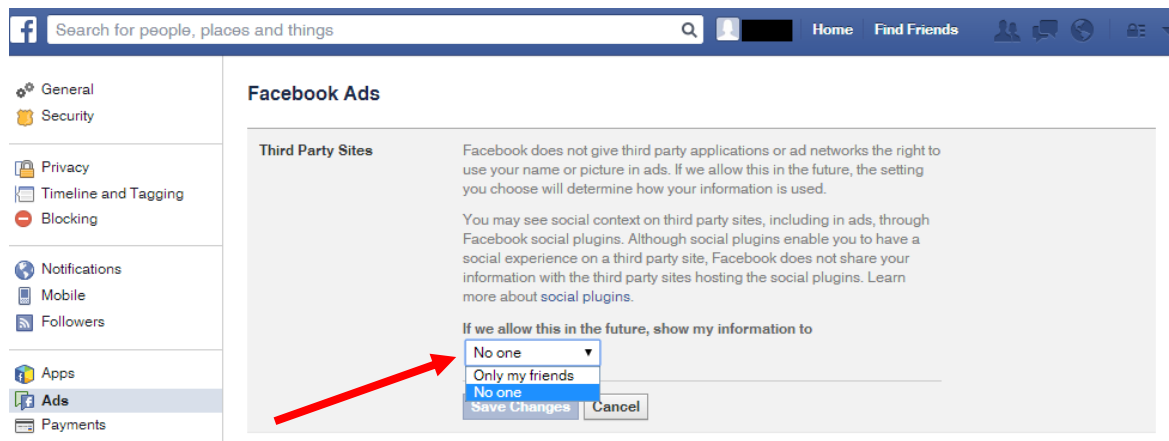 f Search for people, places and things Home Find Friends
General
Security
Privacy
Timeline and Tagging
Blocking
Notifications
Mobile
Followers
Apps
Ads
Payments
Facebook Ads
Third Party Sites
Facebook does not give third party applications or ad networks the right to
use your name or picture in ads. If we allow this in the future, the setting
you choose will determine how your information is used.
You may see social context on third party sites, including in ads, through
Facebook social plugins. Although social plugins enable you to have a
social experience on a third party site, Facebook does not share your
information with the third party sites hosting the social plugins. Learn
more about social plugins.
If we allow this in the future, show my information to
No one
Only my friends
No one
Save Changes Cancel